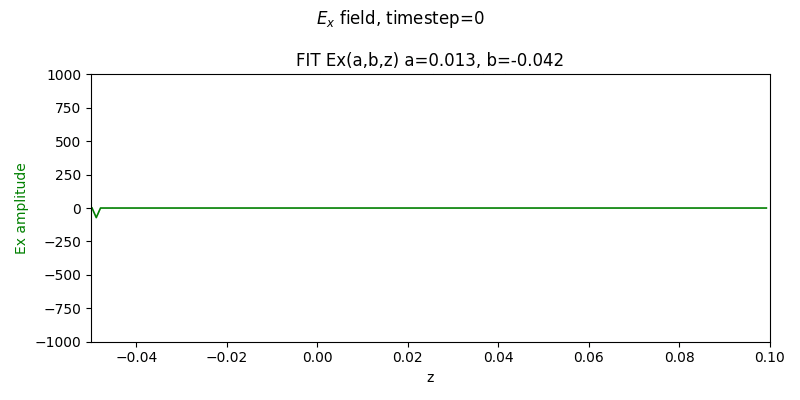 Ex field, timestep=0
FIT Ex(a,b,z) a=0.013, b=-0.042
1000
750
500
250
0
−250
−500
−750
−1000
Ex amplitude
−0.04 −0.02 0.00 0.02 0.04 0.06 0.08 0.10
z